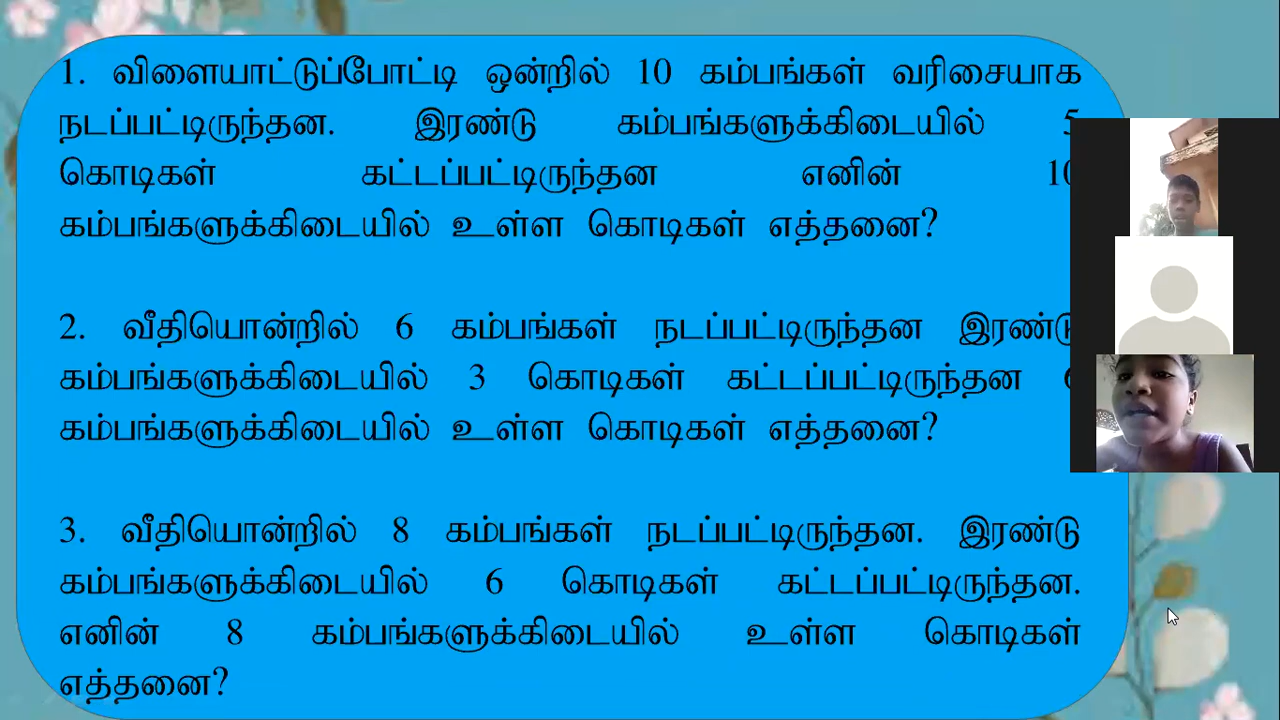 1. விளையாட்டுப்போட்டி ஒன்றில் 10 கம்பங்கள் வரிசையாக
நடப்பட்டிருந்தன. இரண்டு கம்பங்களுக்கிடையில் 5
கொடிகள் கட்டப்பட்டிருந்தன எனின் 10
கம்பங்களுக்கிடையில் உள்ள கொடிகள் எத்தனை?
2. வீதியொன்றில் 6 கம்பங்கள் நடப்பட்டிருந்தன இரண்டு
கம்பங்களுக்கிடையில் 3 கொடிகள் கட்டப்பட்டிருந்தன 6
கம்பங்களுக்கிடையில் உள்ள கொடிகள் எத்தனை?
3. வீதியொன்றில் 8 கம்பங்கள் நடப்பட்டிருந்தன. இரண்டு
கம்பங்களுக்கிடையில் 6 கொடிகள் கட்டப்பட்டிருந்தன.
எனின் 8 கம்பங்களுக்கிடையில் உள்ள கொடிகள்
எத்தனை?